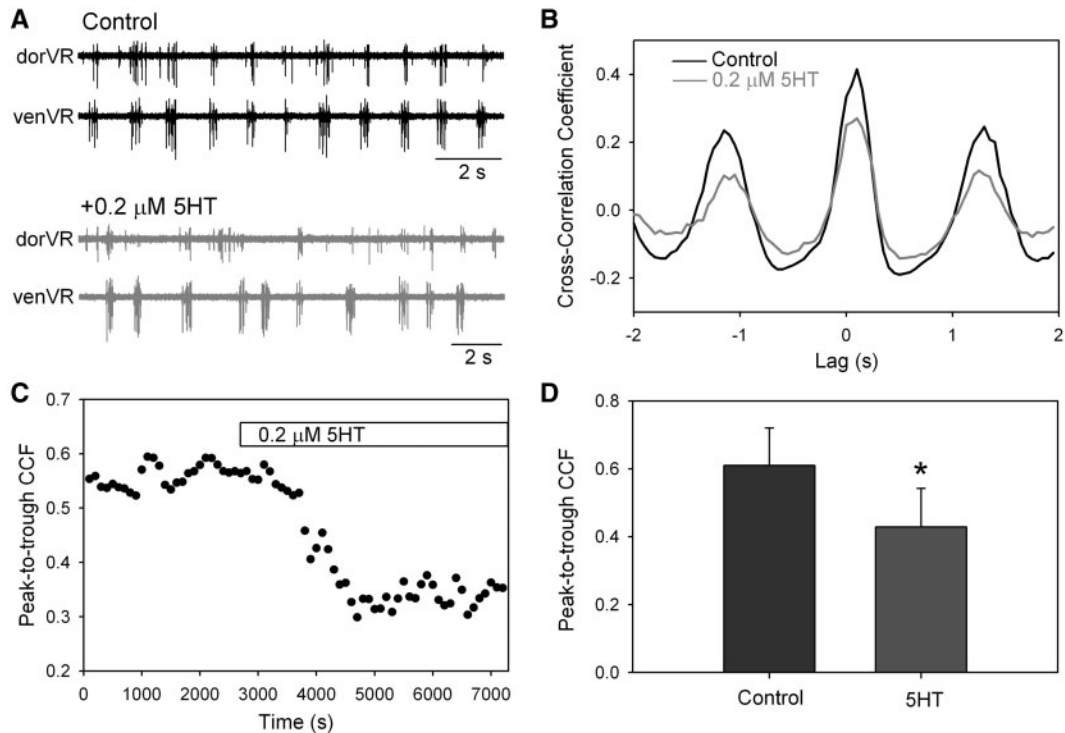 A
Control
dorVR
venVR
2 s
+0.2 μM 5HT
dorVR
venVR
2 s
B
Cross-Correlation Coefficient
0.4
0.2
0.0
-0.2
Control
0.2 μM 5HT
-2 -1 0 1 2
Lag (s)
C
Peak-to-trough CCF
0.7
0.6
0.5
0.4
0.3
0.2
0.2 μM 5HT
0 1000 2000 3000 4000 5000 6000 7000
Time (s)
D
Peak-to-trough CCF
0.8
0.6
0.4
0.2
0.0
*
Control 5HT